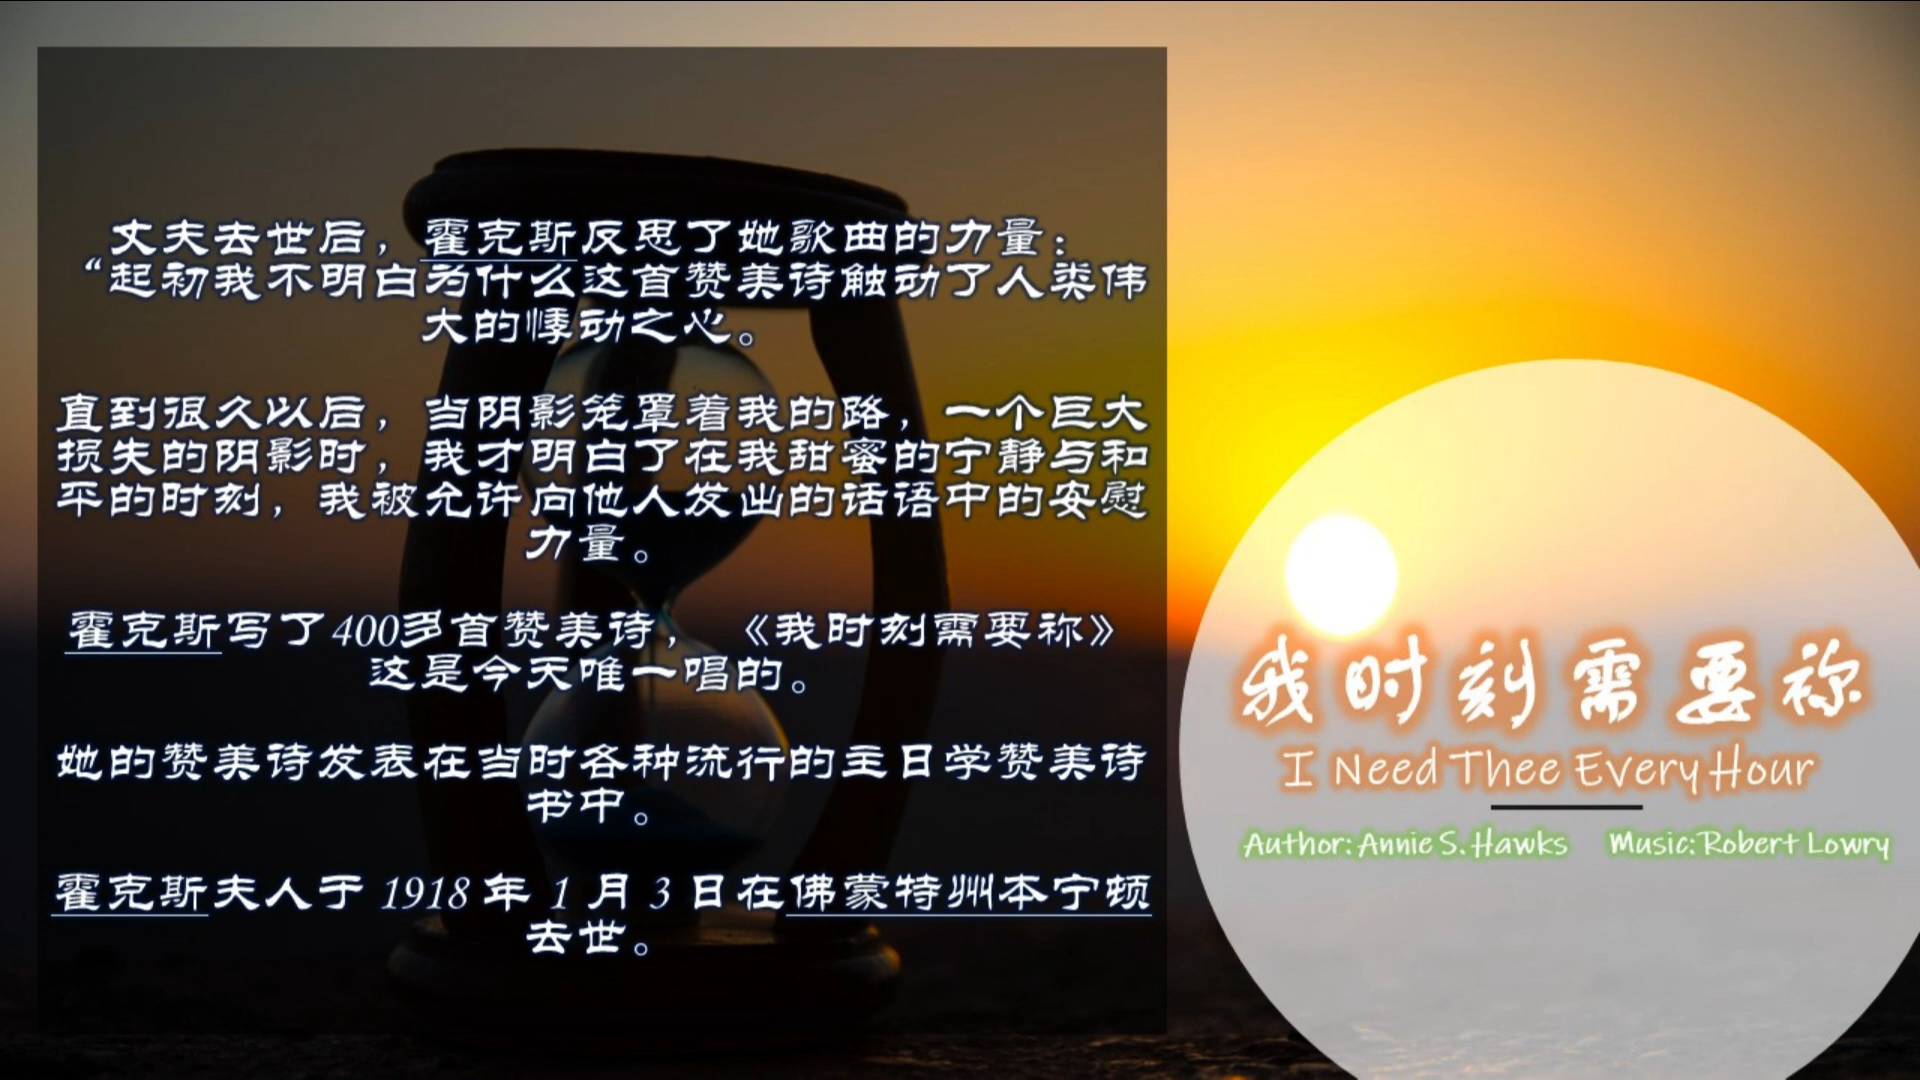 丈夫去世后，霍克斯反思了她歌曲的力量：
“起初我不明白为什么这首赞美诗触动了人类伟
大的悸动之心。
直到很久以后，当阴影笼罩着我的路，一个巨大
损失的阴影时，我才明白了在我甜蜜的宁静与和
平的时刻，我被允许向他人发出的话语中的安慰
力量。
霍克斯写了400多首赞美诗，《我时刻需要祢》
这是今天唯一唱的。
她的赞美诗发表在当时各种流行的主日学赞美诗
书中。
霍克斯夫人于 1918 年 1 月 3 日在佛蒙特州本宁顿
去世。
我时刻需要祢
I Need Thee Every Hour
Author: Annie S. Hawks Music: Robert Lowry